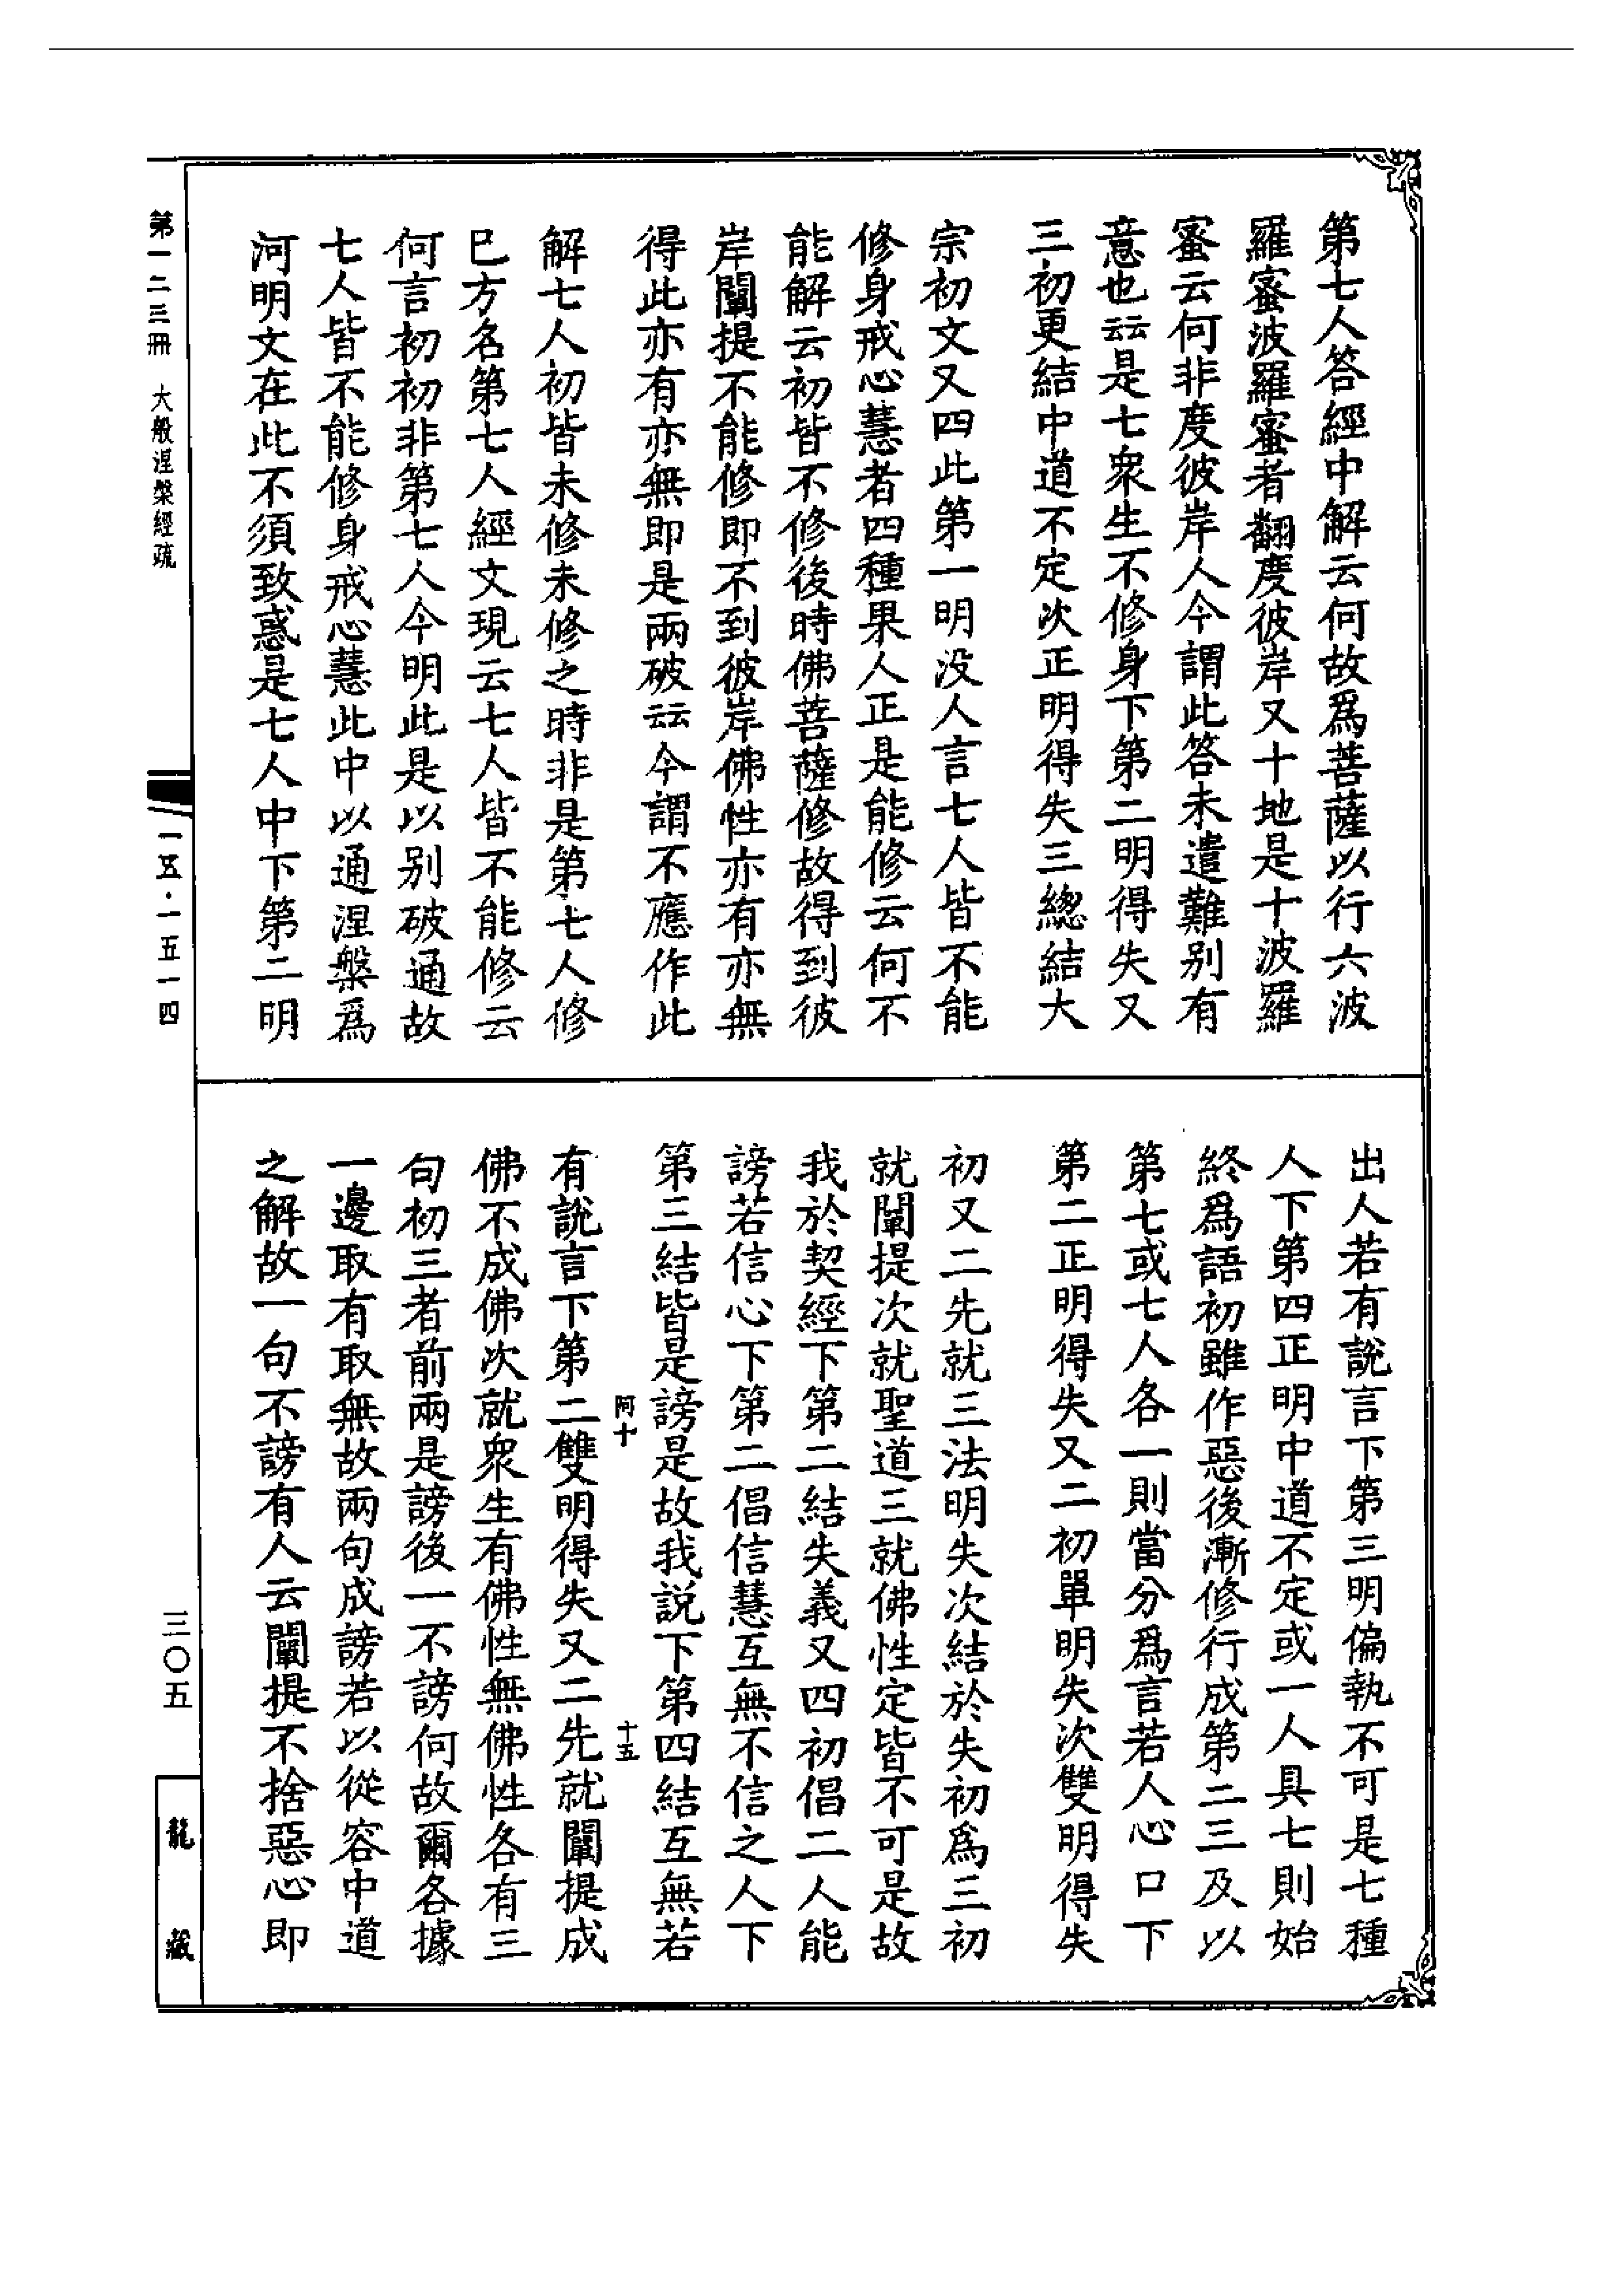 第七人答經中解云何故爲菩薩以行六波
羅蜜波羅蜜者翻度彼岸又十地是十波羅
蜜云何非度彼岸人今謂此答未遣難别有
意也云云是七衆生不修身下第二明得失又
三初更結中道不定次正明得失三總結大
宗初文又四此第一明没人言七人皆不能
修身戒心慧者四種果人正是能修云何不
能解云初皆不修後時佛菩薩修故得到彼
岸闡提不能修即不到彼岸佛性亦有亦無
得此亦有亦無即是兩破云云今謂不應作此
解七人初皆未修未修之時非是第七人修
巳方名第七人經文現云七人皆不能修云
何言初初非第七人今明此是以别破通故
七人皆不能修身戒心慧此中以通涅槃爲
河明文在此不須致惑是七人中下第二明
出人若有說言下第三明偏執不可是七種
人下第四正明中道不定或一人具七則始
終爲語初雖作惡後漸修行成第二三及以
第七或七人各一則當分爲言若人心口下
第二正明得失又二初單明失次雙明得失
初又二先就三法明失次結於失初爲三初
就闡提次就聖道三就佛性定皆不可是故
我於契經下第二結失義又四初倡二人能
謗若信心下第二倡信慧互無不信之人下
第三結皆是謗是故我説下第四結互無若
阿十
十五
有說言下第二雙明得失又二先就闡提成
佛不成佛次就衆生有佛性無佛性各有三
句初三者前兩是謗後一不謗何故爾各據
一邊取有取無故兩句成謗若以從容中道
之解故一句不謗有人云闡提不捨惡心即
第一二三冊 大般涅槃經疏
一五·一五一四
三〇五
龍藏